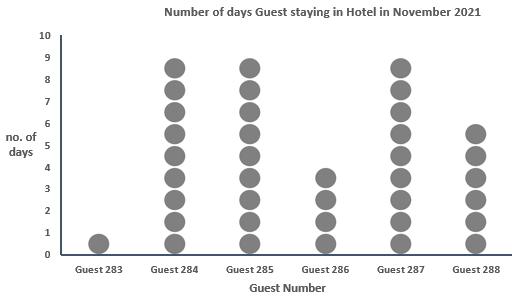 Number of days Guest staying in Hotel in November 2021
10
9
8
7
6
5
4
3
2
1
0
no. of
days
Guest 283 Guest 284 Guest 285 Guest 286 Guest 287 Guest 288
Guest Number